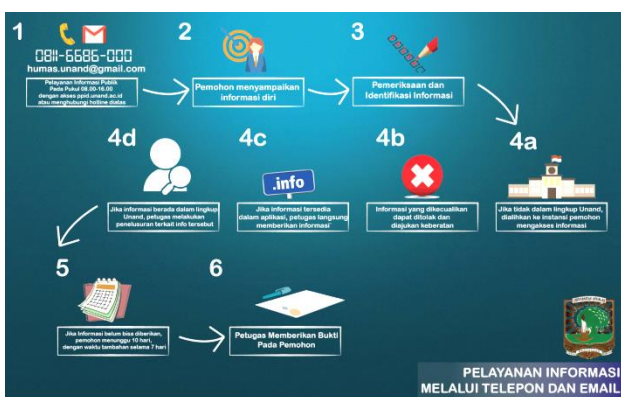 1
0811-6686-000
humas.unand@gmail.com
Pelayanan Informasi Publik
Pada Pukul 08.00-16.00
dengan akses ppid.unand.ac.id
atau menghubungi hotline diatas
2
Pemohon menyampaikan
informasi diri
3
Pemeriksaan dan
Identifikasi Informasi
4a
Jika tidak dalam lingkup Unand,
dialihkan ke instansi pemohon
mengakses informasi
4b
Informasi yang dikecualikan
dapat ditolak dan
diajukan keberatan
4c
.info
Jika informasi tersedia
dalam aplikasi, petugas langsung
memberikan informasi
4d
Jika informasi berada dalam lingkup
Unand, petugas melakukan
penelusuran terkait info tersebut
5
Jika Informasi belum bisa diberikan,
pemohon menunggu 10 hari,
dengan waktu tambahan selama 7 hari
6
Petugas Memberikan Bukti
Pada Pemohon
PELAYANAN INFORMASI
MELALUI TELEPON DAN EMAIL